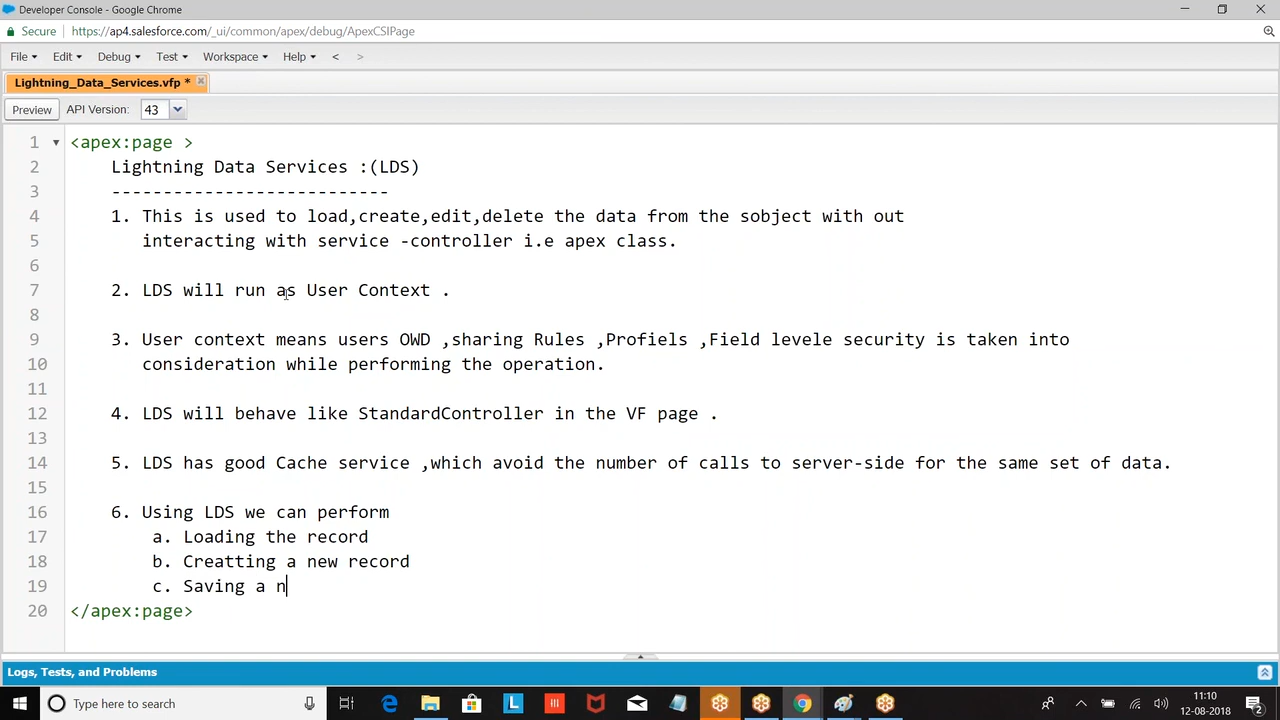 Developer Console - Google Chrome
Secure https://ap4.salesforce.com/_ui/common/apex/debug/ApexCSIPage
File Edit Debug Test Workspace Help < >
Lightning_Data_Services.vfp *
Preview API Version: 43
1 <apex:page >
2 Lightning Data Services :(LDS)
3 ---------------------------
4 1. This is used to load,create,edit,delete the data from the sobject with out
5 interacting with service -controller i.e apex class.
6
7 2. LDS will run as User Context .
8
9 3. User context means users OWD ,sharing Rules ,Profiels ,Field levele security is taken into
10 consideration while performing the operation.
11
12 4. LDS will behave like StandardController in the VF page .
13
14 5. LDS has good Cache service ,which avoid the number of calls to server-side for the same set of data.
15
16 6. Using LDS we can perform
17 a. Loading the record
18 b. Creatting a new record
19 c. Saving a n
20 </apex:page>
Logs, Tests, and Problems
Type here to search
11:10
12-08-2018
2